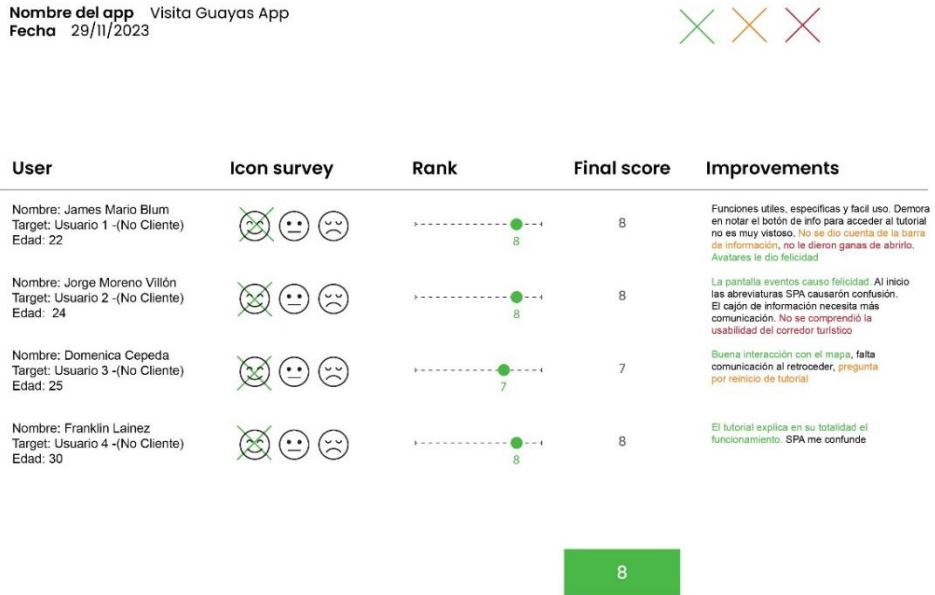 Nombre del app Visita Guayas App
Fecha 29/11/2023
User Icon survey Rank Final score Improvements
Nombre: James Mario Blum
Target: Usuario 1 -(No Cliente)
Edad: 22
8
8
Funciones utiles, especificas y facil uso. Demora
en notar el botón de info para acceder al tutorial
no es muy vistoso. No se dio cuenta de la barra
de información, no le dieron ganas de abrirlo.
Avatares le dio felicidad
Nombre: Jorge Moreno Villón
Target: Usuario 2 -(No Cliente)
Edad: 24
8
8
La pantalla eventos causo felicidad. Al inicio
las abreviaturas SPA causarón confusión.
El cajón de información necesita más
comunicación. No se comprendió la
usabilidad del corredor turístico
Nombre: Domenica Cepeda
Target: Usuario 3 -(No Cliente)
Edad: 25
7
7
Buena interacción con el mapa, falta
comunicación al retroceder, pregunta
por reinicio de tutorial
Nombre: Franklin Lainez
Target: Usuario 4 -(No Cliente)
Edad: 30
8
8
El tutorial explica en su totalidad el
funcionamiento. SPA me confunde
8